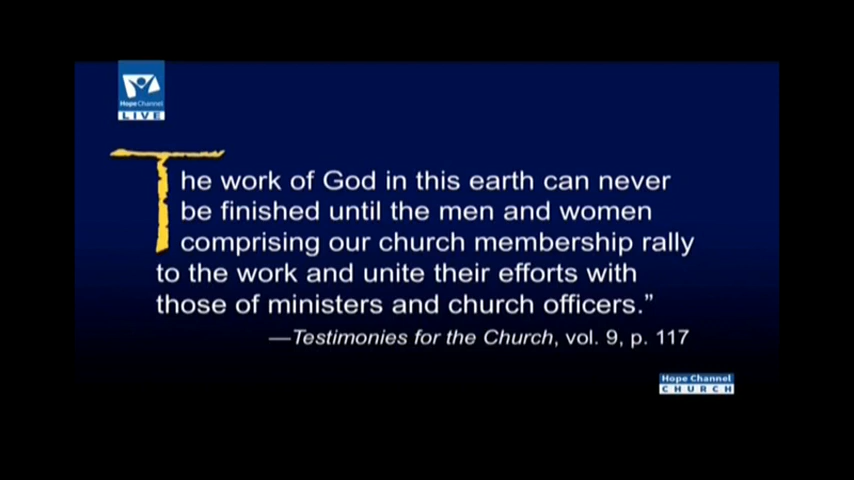 HopeChannel
LIVE
The work of God in this earth can never
be finished until the men and women
comprising our church membership rally
to the work and unite their efforts with
those of ministers and church officers.”
—Testimonies for the Church, vol. 9, p. 117
Hope Channel
CHURCH